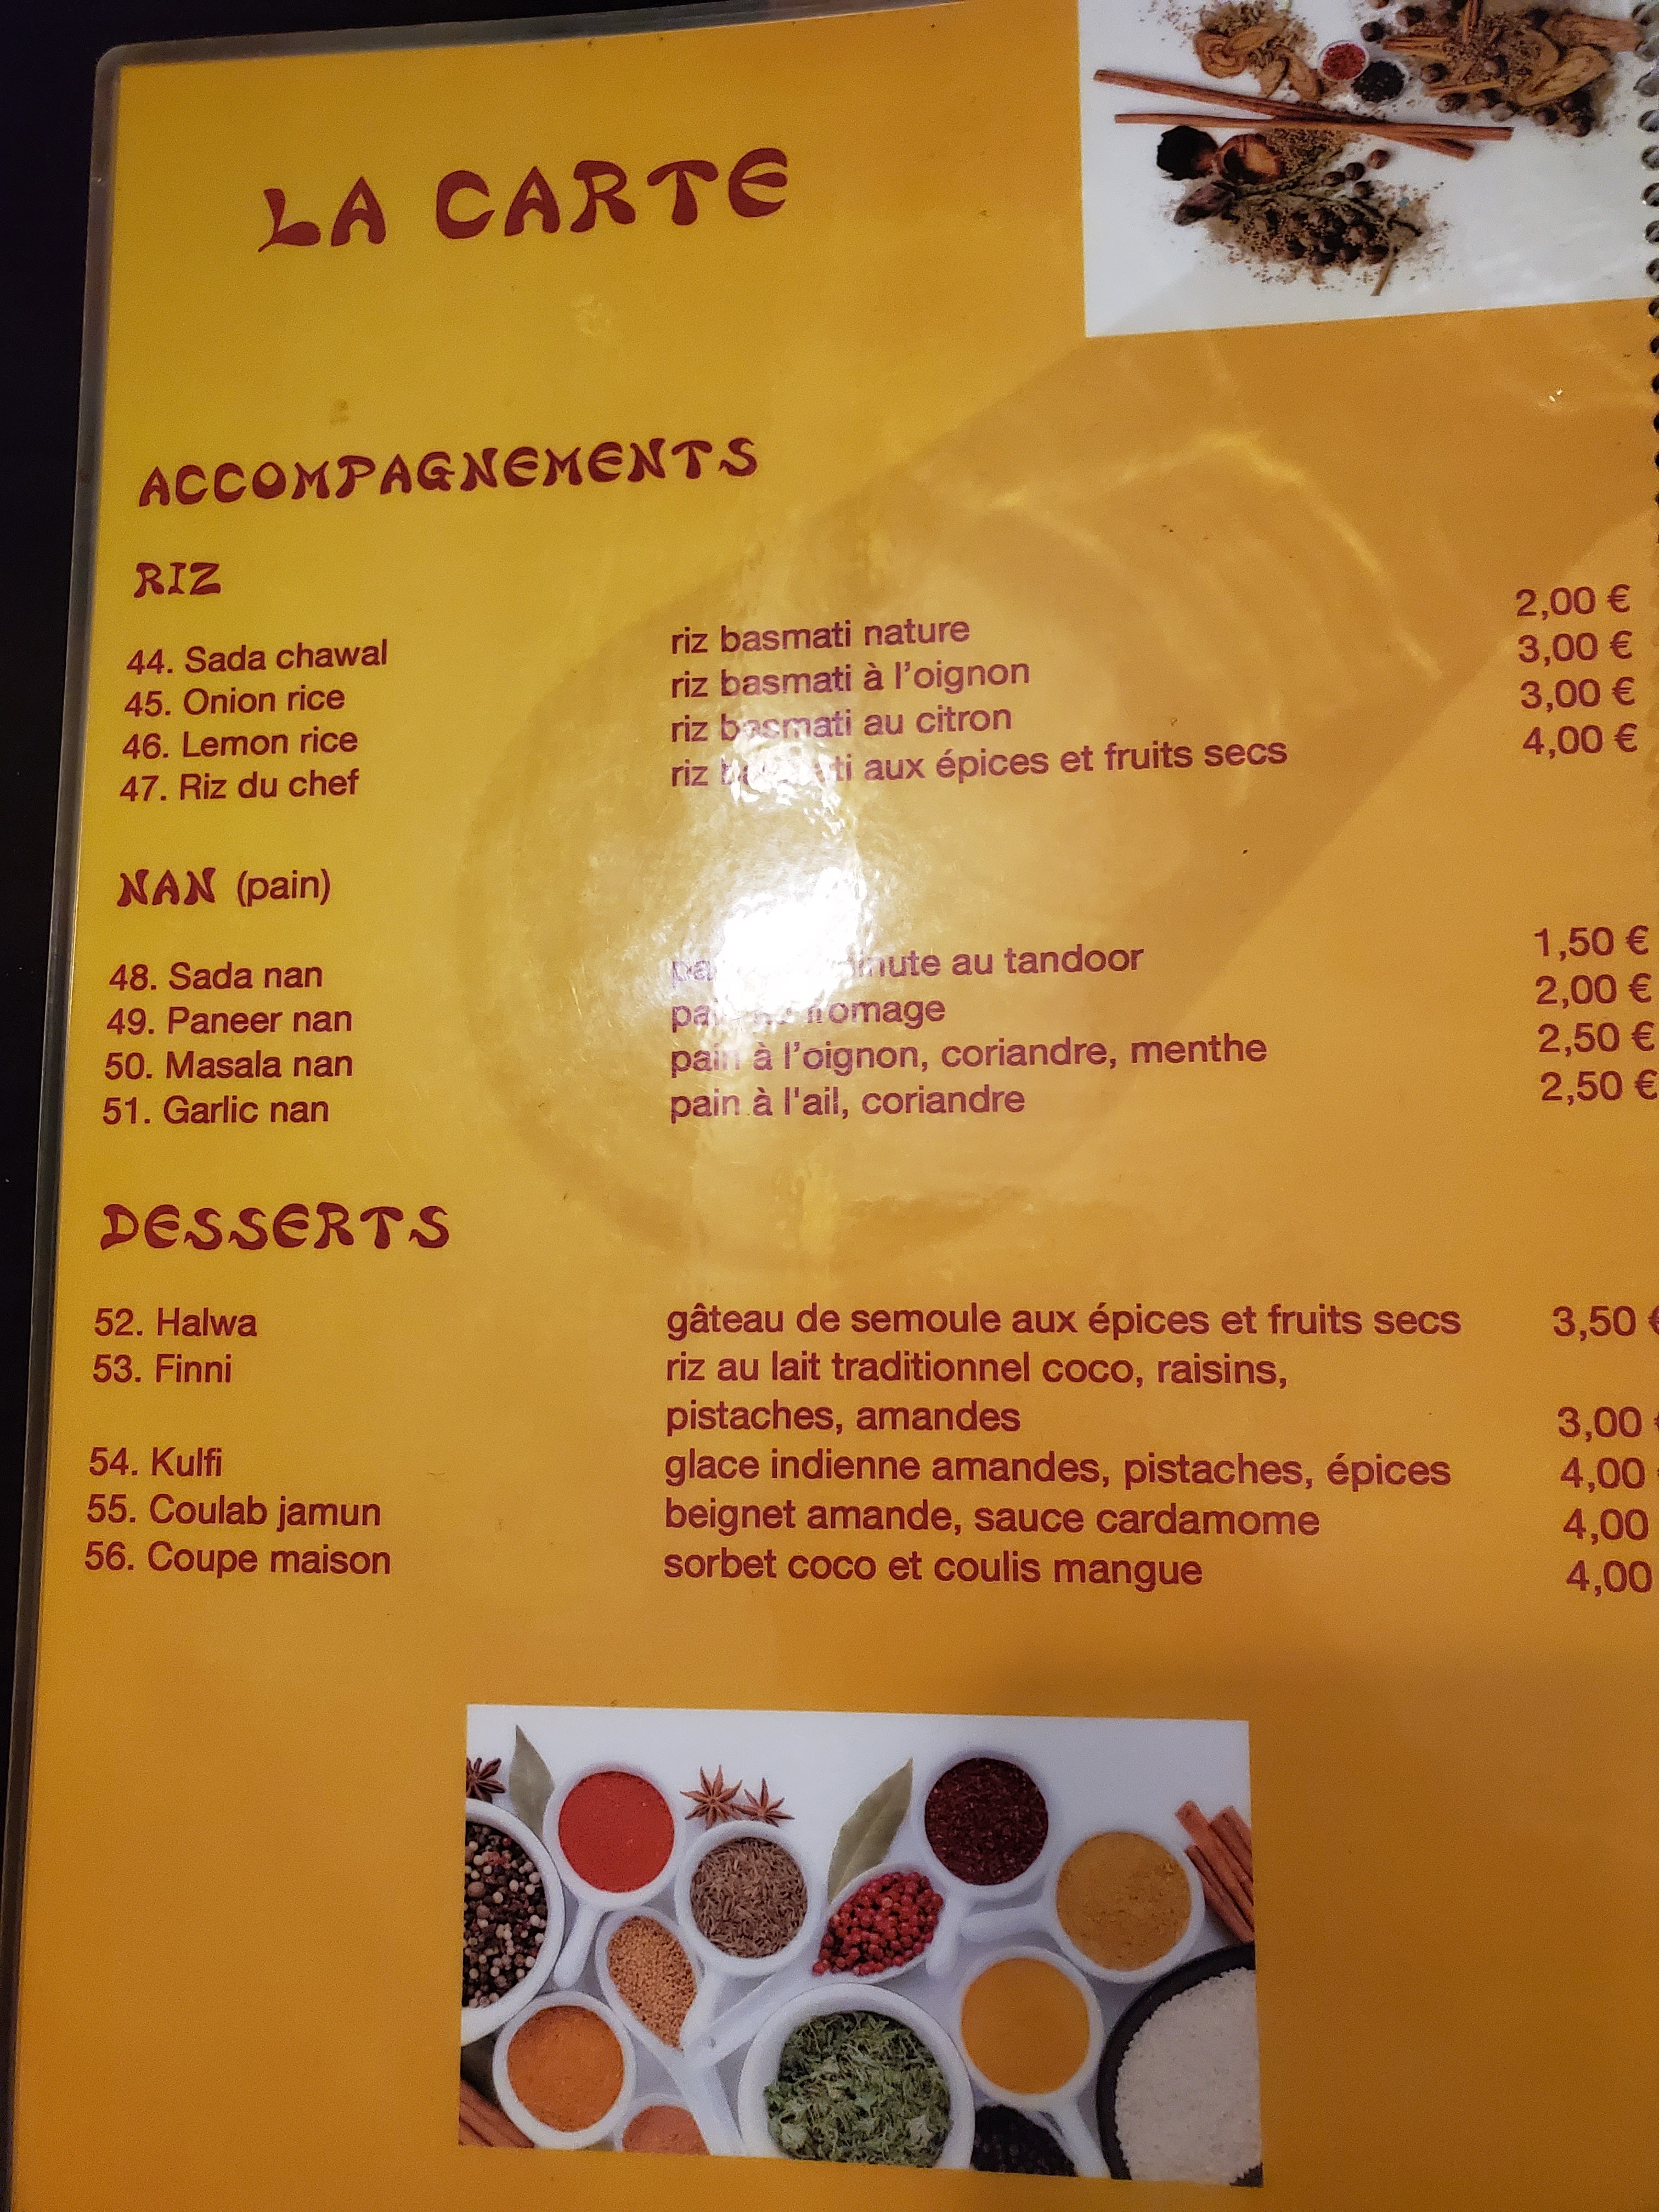 LA CARTE
ACCOMPAGNEMENTS
RIZ
44. Sada chawal riz basmati nature 2,00 €
45. Onion rice riz basmati à l'oignon 3,00 €
46. Lemon rice riz basmati au citron 3,00 €
47. Riz du chef riz aux épices et fruits secs 4,00 €
NAN (pain)
48. Sada nan au tandoor 1,50 €
49. Paneer nan fromage 2,00 €
50. Masala nan pain à l'oignon, coriandre, menthe 2,50 €
51. Garlic nan pain à l'ail, coriandre 2,50 €
DESSERTS
52. Halwa gâteau de semoule aux épices et fruits secs 3,50 €
53. Finni riz au lait traditionnel coco, raisins,
pistaches, amandes 3,00 €
54. Kulfi glace indienne amandes, pistaches, épices 4,00
55. Coulab jamun beignet amande, sauce cardamome 4,00
56. Coupe maison sorbet coco et coulis mangue 4,00